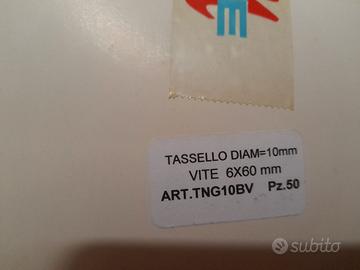 E
TASSELLO DIAM=10mm
VITE 6X60 mm
ART.TNG10BV Pz.50
subito